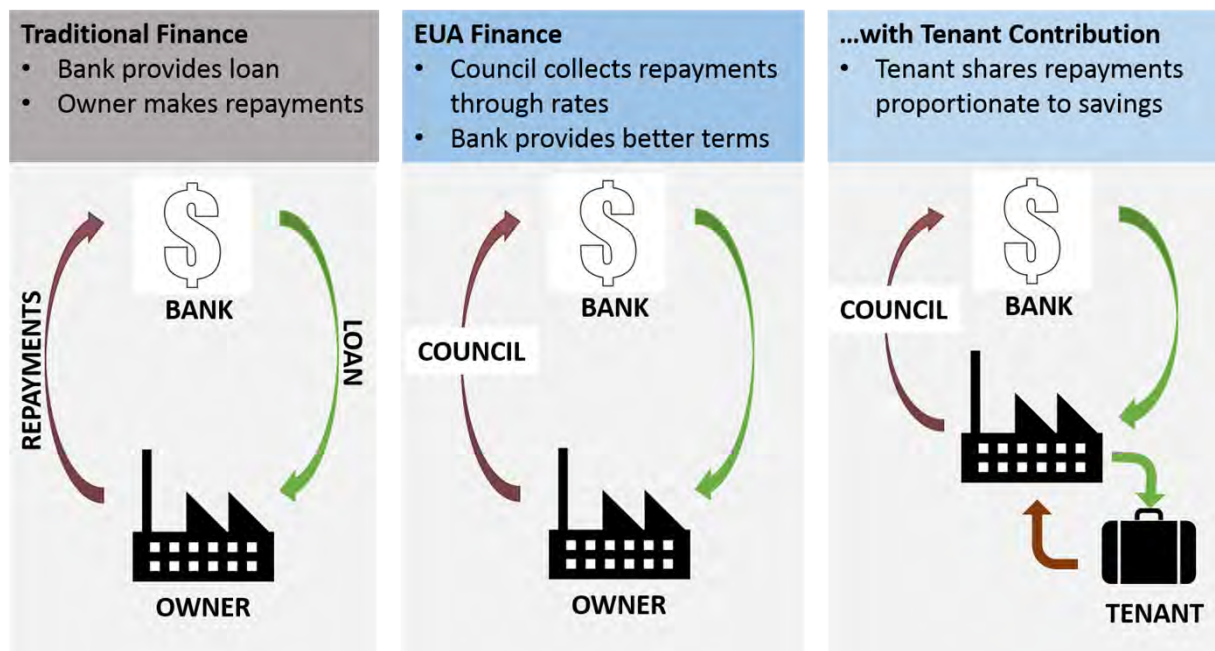 Traditional Finance
• Bank provides loan
• Owner makes repayments
$
BANK
REPAYMENTS
LOAN
OWNER
EUA Finance
• Council collects repayments
through rates
• Bank provides better terms
$
BANK
COUNCIL
OWNER
...with Tenant Contribution
• Tenant shares repayments
proportionate to savings
$
BANK
COUNCIL
TENANT